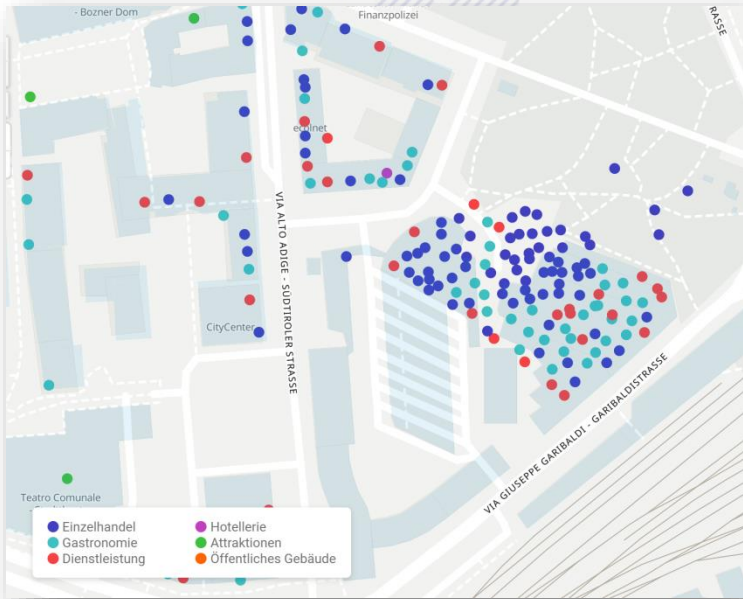 - Bozner Dom
Finanzpolizei
RASSE
ecolnet
VIA ALTO ADIGE - SÜDTIROLER STRASSE
CityCenter
VIA GIUSEPPE GARIBALDI - GARIBALDISTRASSE
Teatro Comunale
Einzelhandel
Gastronomie
Dienstleistung
Hotellerie
Attraktionen
Öffentliches Gebäude